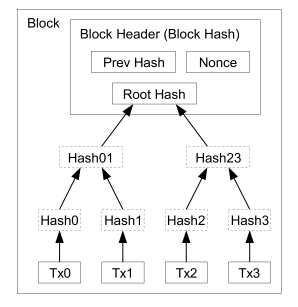 Block
Block Header (Block Hash)
Prev Hash
Nonce
Root Hash
Hash01
Hash23
Hash0
Hash1
Hash2
Hash3
Tx0
Tx1
Tx2
Tx3